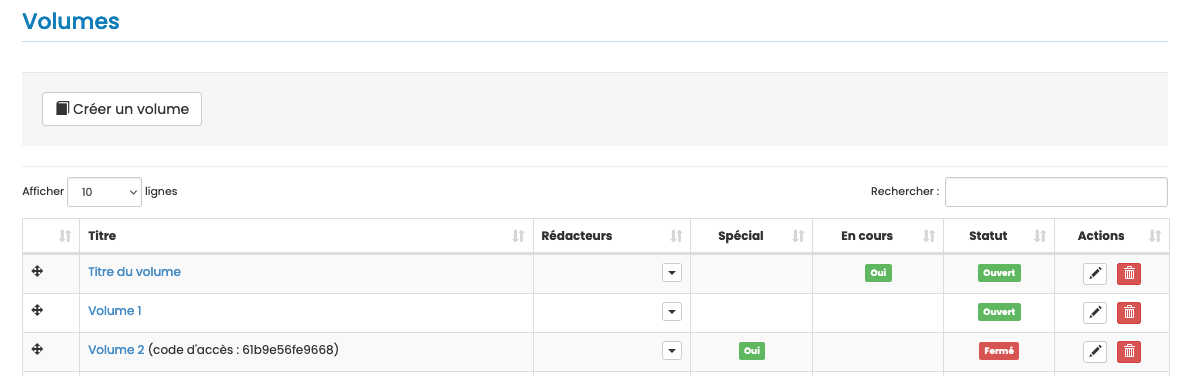 Volumes
Créer un volume
Afficher 10 lignes Rechercher :
Titre Rédacteurs Spécial En cours Statut Actions
Titre du volume Oui Ouvert
Volume 1 Ouvert
Volume 2 (code d'accès : 61b9e56fe9668) Oui Fermé